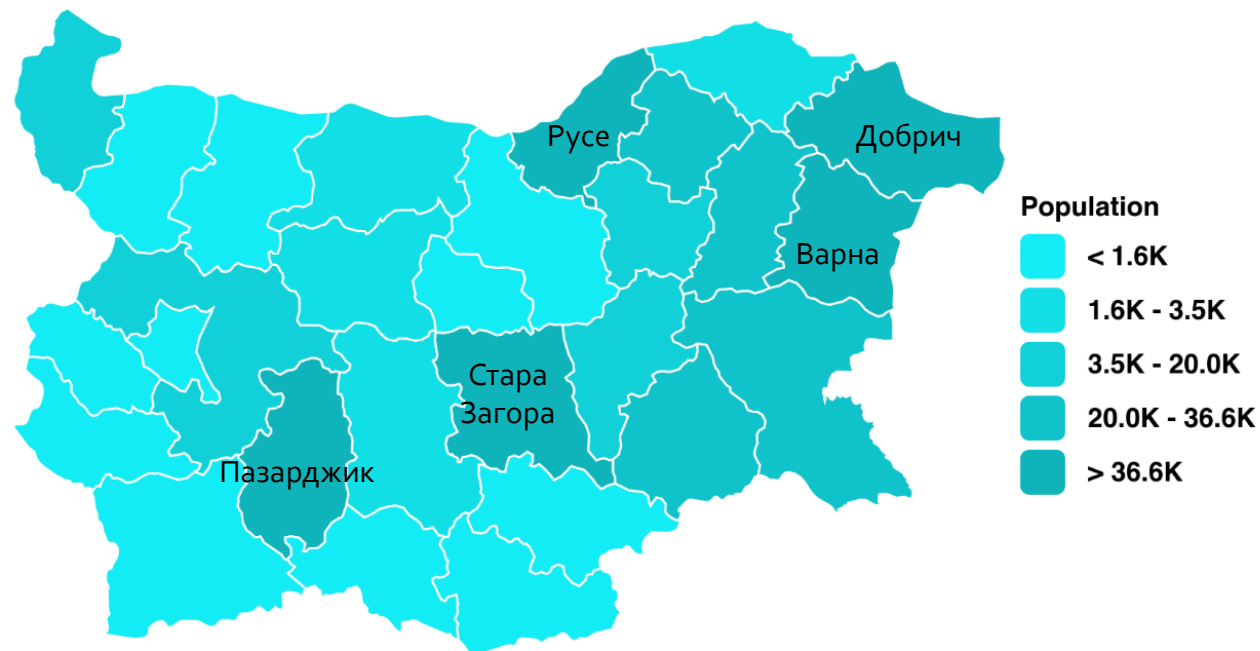 Русе
Добрич
Варна
Стара
Загора
Пазарджик
Population
< 1.6K
1.6K - 3.5K
3.5K - 20.0K
20.0K - 36.6K
> 36.6K